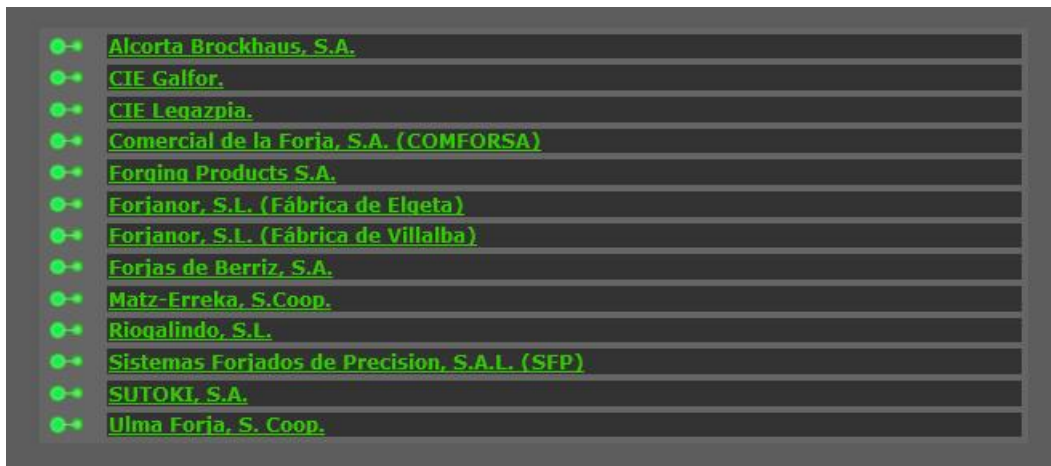 Alcorta Brockhaus, S.A.
CIE Galfor.
CIE Legazpia.
Comercial de la Forja, S.A. (COMFORSA)
Forging Products S.A.
Forjanor, S.L. (Fábrica de Elgeta)
Forjanor, S.L. (Fábrica de Villalba)
Forjas de Berriz, S.A.
Matz-Erreka, S.Coop.
Riogalindo, S.L.
Sistemas Forjados de Precision, S.A.L. (SFP)
SUTOKI, S.A.
Ulma Forja, S. Coop.